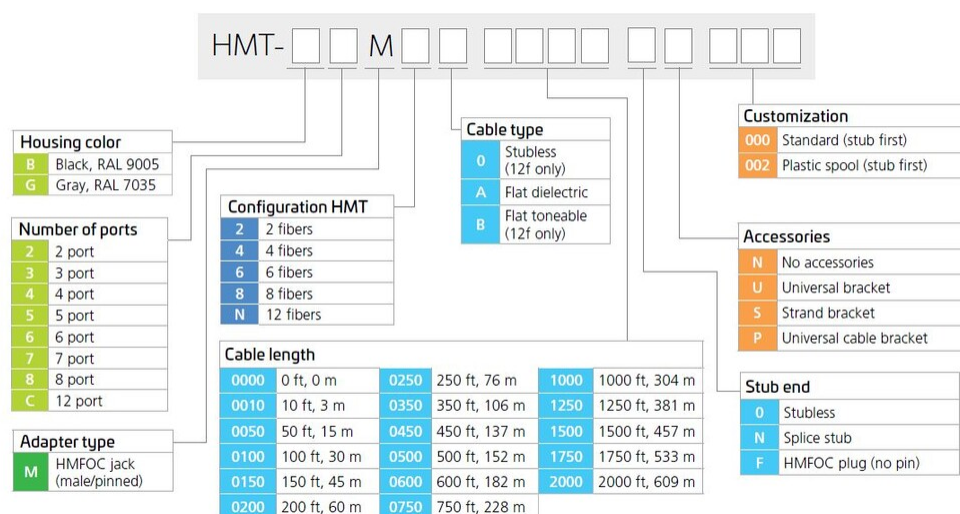 HMT- M
Housing color
B Black, RAL 9005
G Gray, RAL 7035
Number of ports
2 2 port
3 3 port
4 4 port
5 5 port
6 6 port
7 7 port
8 8 port
C 12 port
Adapter type
M HMFOC jack
(male/pinned)
Configuration HMT
2 2 fibers
4 4 fibers
6 6 fibers
8 8 fibers
N 12 fibers
Cable type
0 Stubless
(12f only)
A Flat dielectric
B Flat toneable
(12f only)
Cable length
0000 0 ft, 0 m 0250 250 ft, 76 m 1000 1000 ft, 304 m
0010 10 ft, 3 m 0350 350 ft, 106 m 1250 1250 ft, 381 m
0050 50 ft, 15 m 0450 450 ft, 137 m 1500 1500 ft, 457 m
0100 100 ft, 30 m 0500 500 ft, 152 m 1750 1750 ft, 533 m
0150 150 ft, 45 m 0600 600 ft, 182 m 2000 2000 ft, 609 m
0200 200 ft, 60 m 0750 750 ft, 228 m
Customization
000 Standard (stub first)
002 Plastic spool (stub first)
Accessories
N No accessories
U Universal bracket
S Strand bracket
P Universal cable bracket
Stub end
0 Stubless
N Splice stub
F HMFOC plug (no pin)